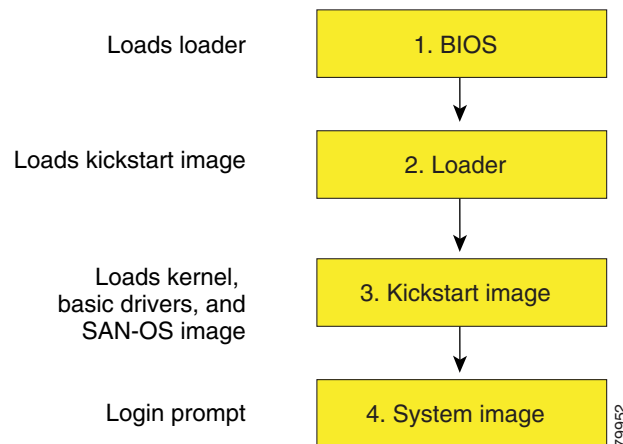 Loads loader
1. BIOS
Loads kickstart image
2. Loader
Loads kernel,
basic drivers, and
SAN-OS image
3. Kickstart image
Login prompt
4. System image
79952